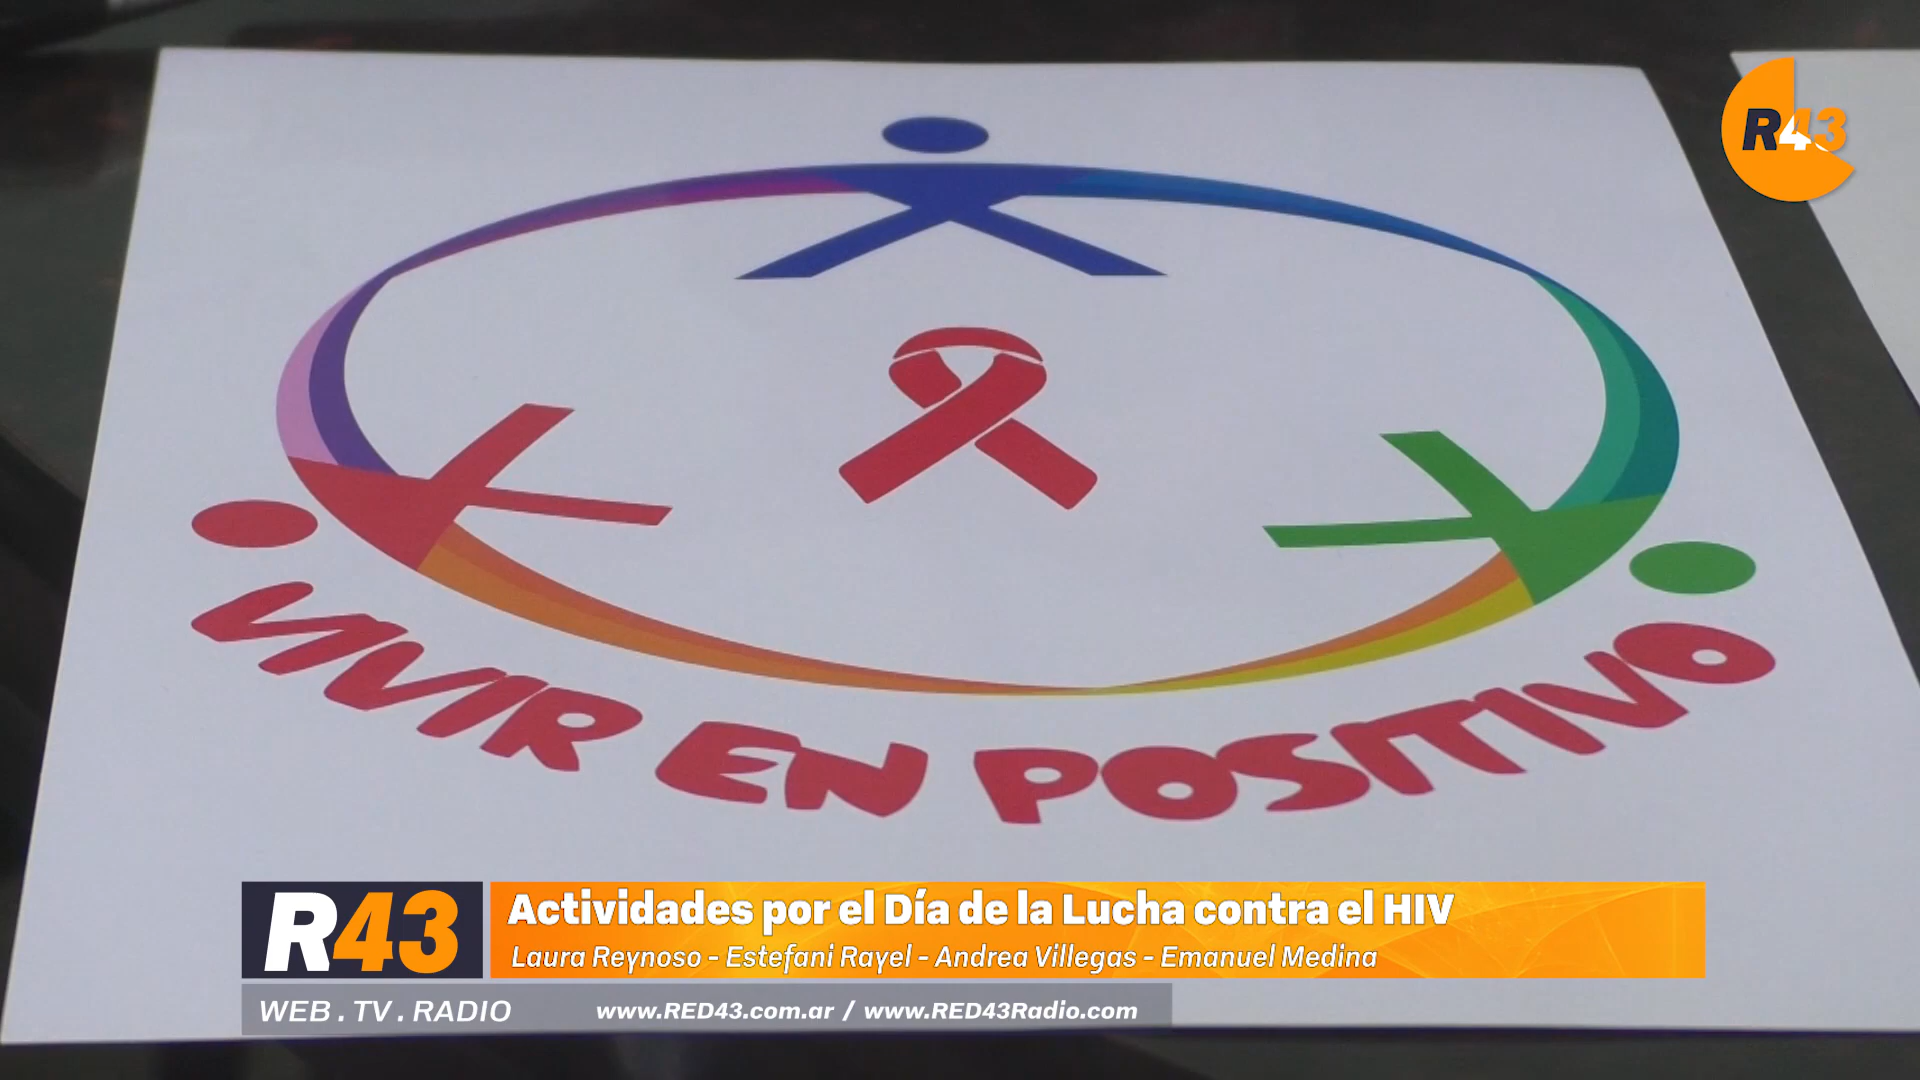 R43
VIVIR EN POSITIVO
R43
Actividades por el Día de la Lucha contra el HIV
Laura Reynoso - Estefani Rayel - Andrea Villegas - Emanuel Medina
WEB . TV . RADIO
www.RED43.com.ar / www.RED43Radio.com